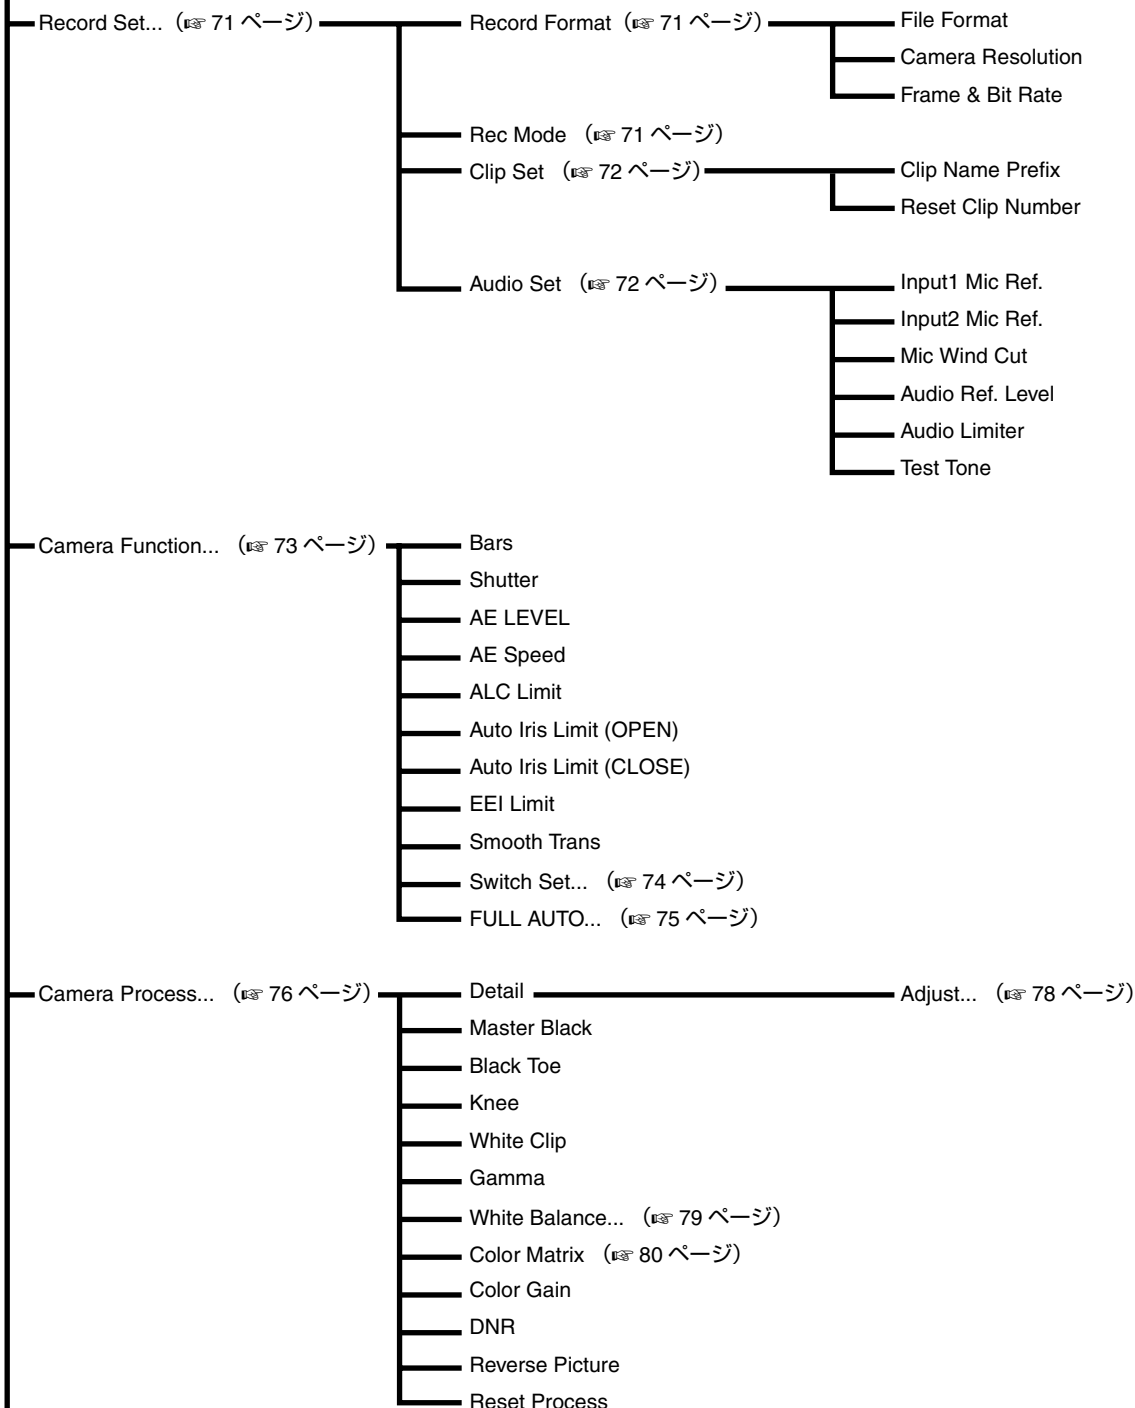 Record Set...（☞ 71 ページ） Record Format（☞ 71 ページ） File Format
Camera Resolution
Frame & Bit Rate
Rec Mode （☞ 71 ページ）
Clip Set （☞ 72 ページ） Clip Name Prefix
Reset Clip Number
Audio Set （☞ 72 ページ） Input1 Mic Ref.
Input2 Mic Ref.
Mic Wind Cut
Audio Ref. Level
Audio Limiter
Test Tone
Camera Function... （☞ 73 ページ） Bars
Shutter
AE LEVEL
AE Speed
ALC Limit
Auto Iris Limit (OPEN)
Auto Iris Limit (CLOSE)
EEI Limit
Smooth Trans
Switch Set... （☞ 74 ページ）
FULL AUTO... （☞ 75 ページ）
Camera Process... （☞ 76 ページ） Detail Adjust... （☞ 78 ページ）
Master Black
Black Toe
Knee
White Clip
Gamma
White Balance... （☞ 79 ページ）
Color Matrix （☞ 80 ページ）
Color Gain
DNR
Reverse Picture
Reset Process